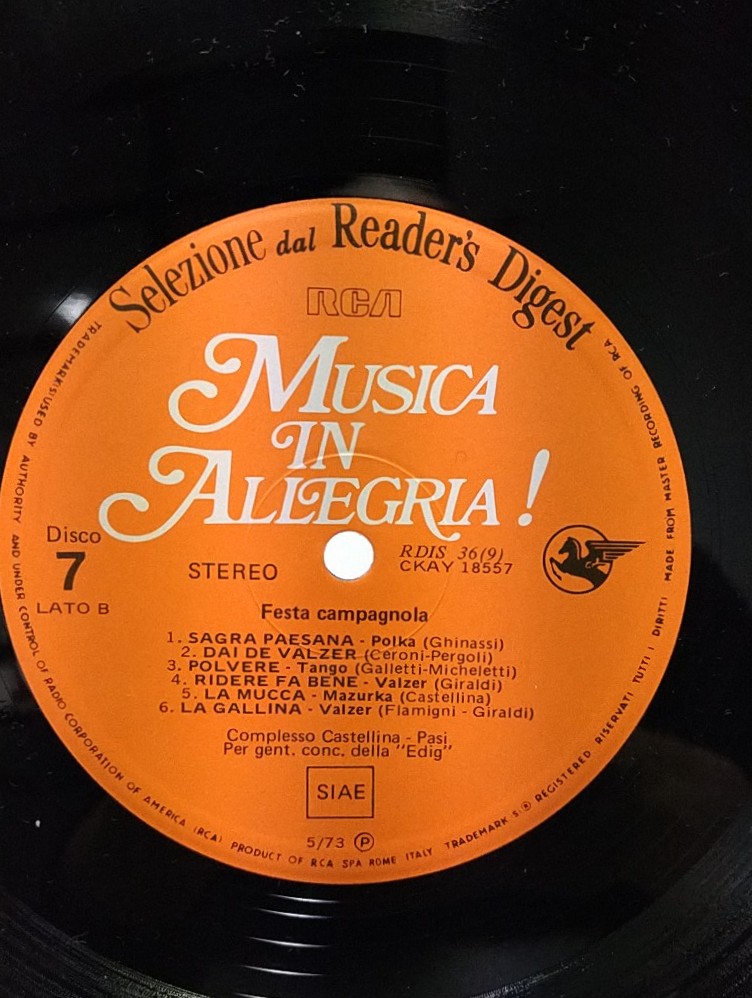 Selezione dal Reader's Digest
RCA
MUSICA
IN
ALLEGRIA!
Disco
7
LATO B
STEREO
RDIS 36(9)
CKAY 18557
Festa campagnola
1. SAGRA PAESANA - Polka (Ghinassi)
2. DAI DE VALZER (Ceroni-Pergoli)
3. POLVERE - Tango (Galletti-Micheletti)
4. RIDERE FA BENE - Valzer (Giraldi)
5. LA MUCCA - Mazurka (Castellina)
6. LA GALLINA - Valzer (Flamigni - Giraldi)
Complesso Castellina - Pasi
Per gent. conc. della "Edig"
SIAE
5/73 Ⓟ
TRADEMARK(S) USED BY AUTHORITY AND UNDER CONTROL OF RADIO CORPORATION OF AMERICA (RCA) PRODUCT OF RCA SPA ROME ITALY TRADEMARK S ® REGISTERED RISERVATI TUTTI I DIRITTI MADE FROM MASTER RECORDING OF RCA